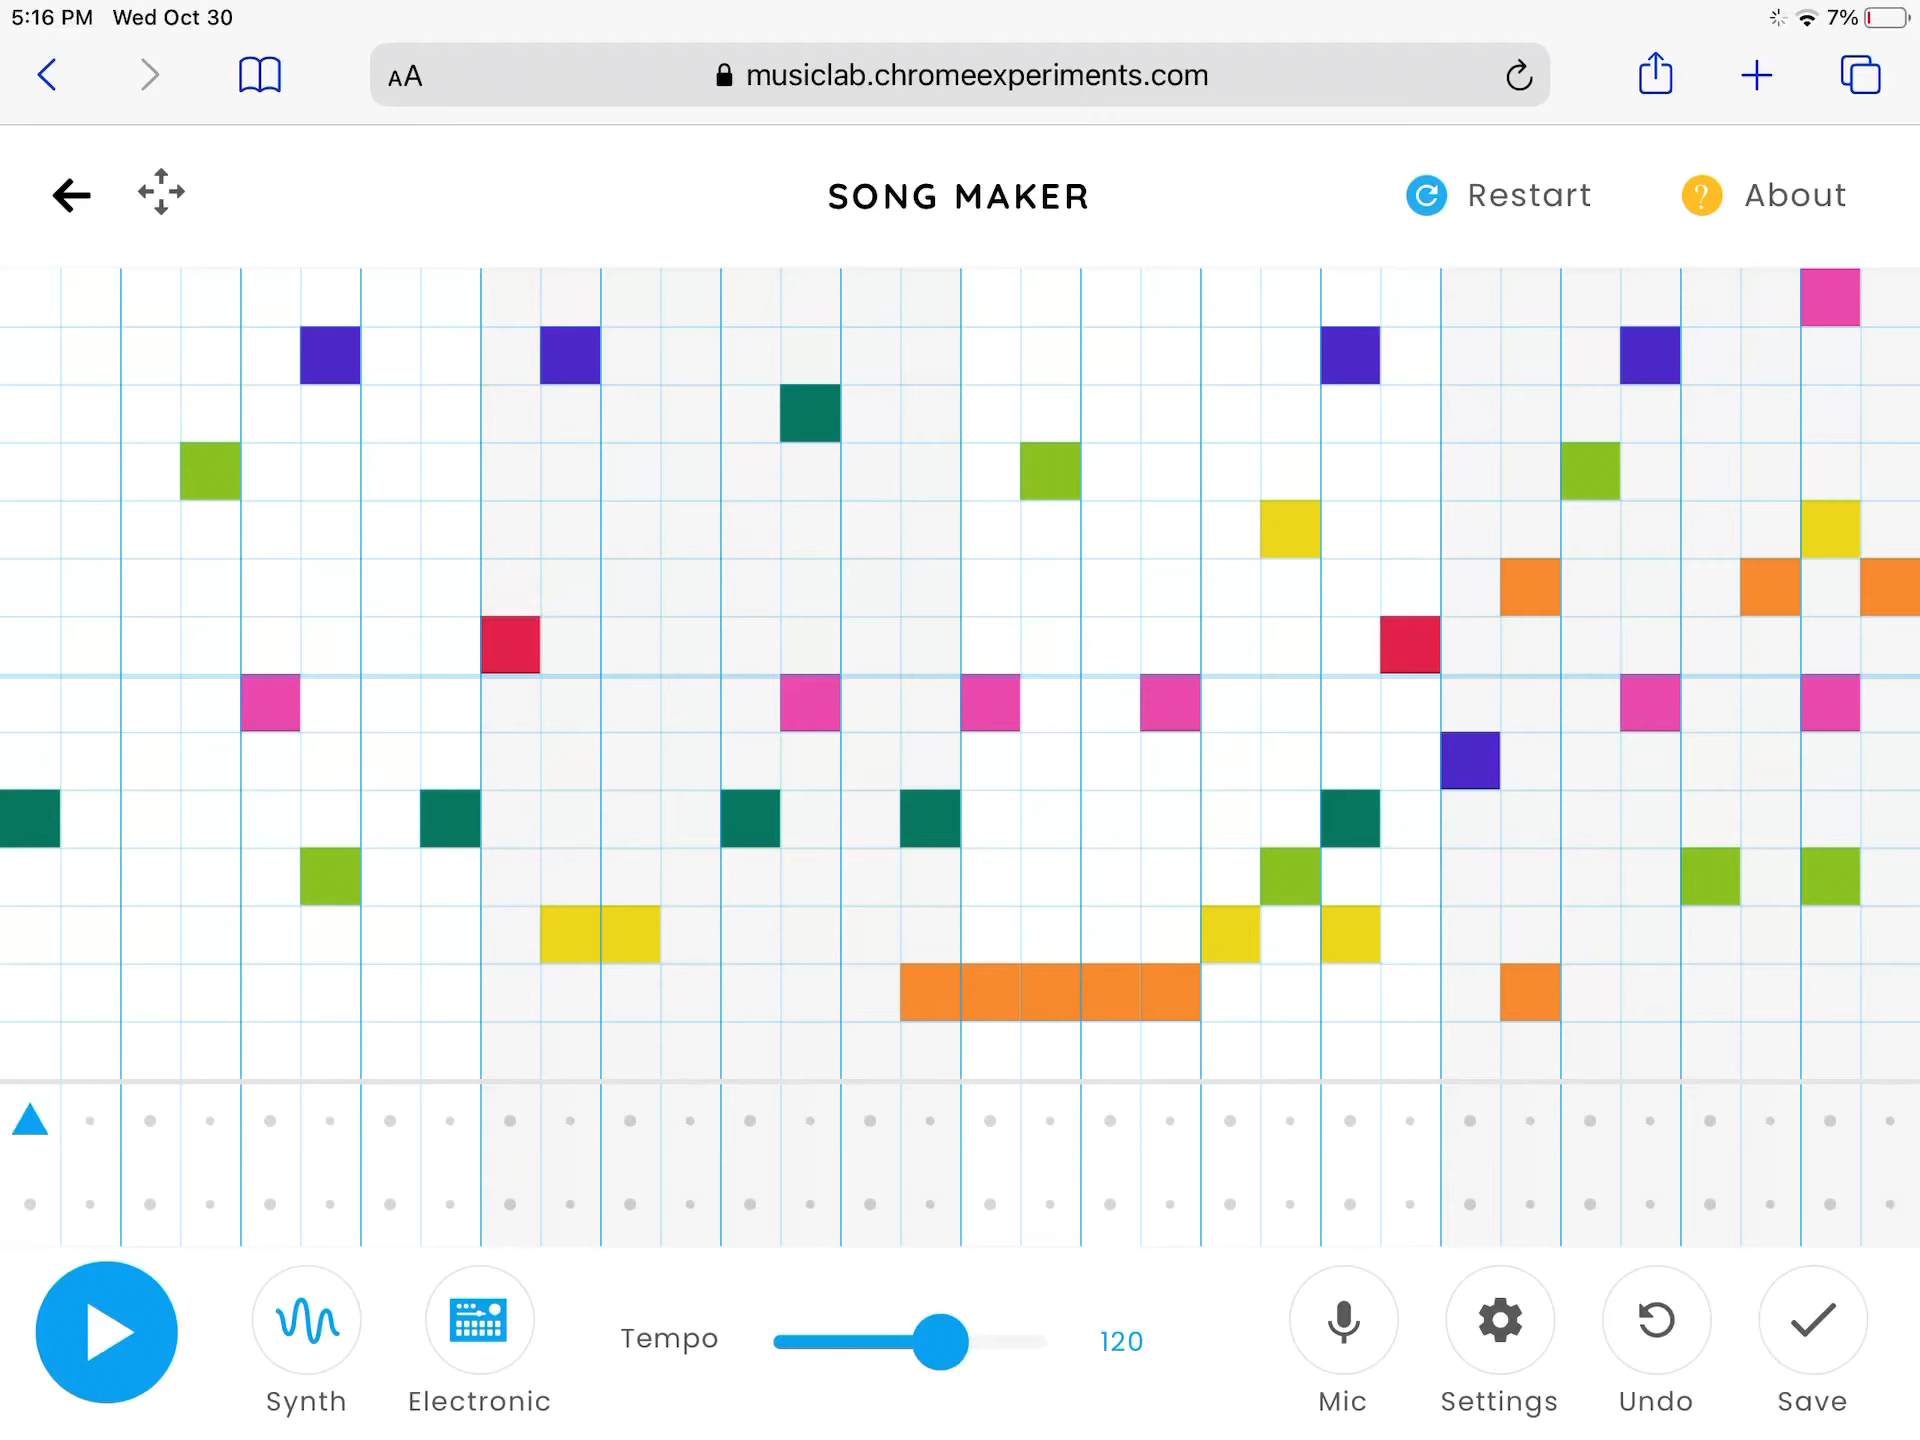 5:16 PM Wed Oct 30 7%
AA musiclab.chromeexperiments.com
SONG MAKER Restart ? About
Tempo 120
Synth Electronic Mic Settings Undo Save